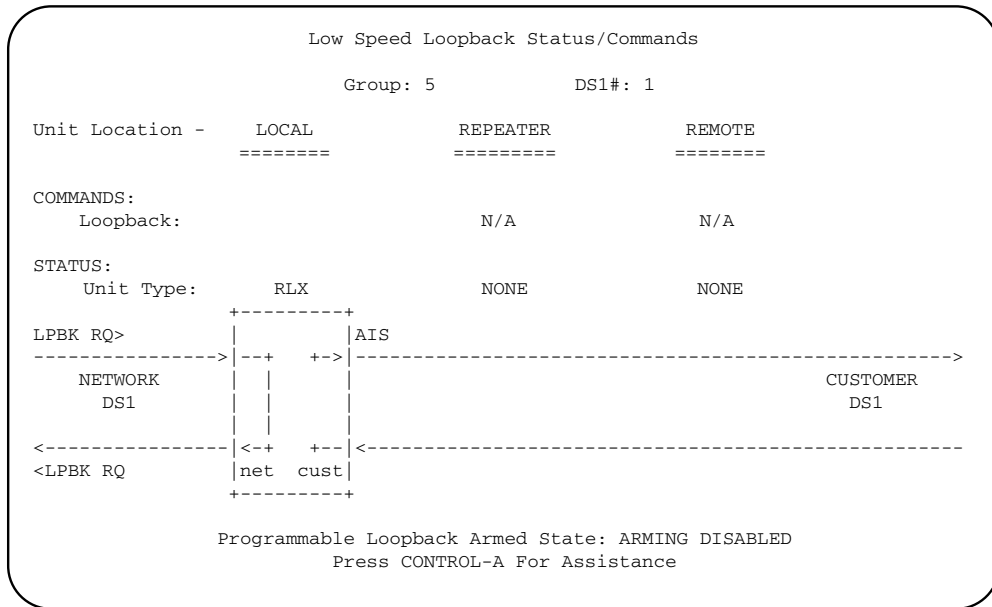 Low Speed Loopback Status/Commands
Group: 5 DS1#: 1
Unit Location - LOCAL REPEATER REMOTE
======== ========= ========
COMMANDS:
Loopback: N/A N/A
STATUS:
Unit Type: RLX NONE NONE
+----------+
LPBK RQ> | |AIS
---------------->|--+ +->|---------------------------------------------------->
NETWORK | | | CUSTOMER
DS1 | | | DS1
| | |
<----------------|<-+ +--|<----------------------------------------------------
<LPBK RQ |net cust|
+----------+
Programmable Loopback Armed State: ARMING DISABLED
Press CONTROL-A For Assistance